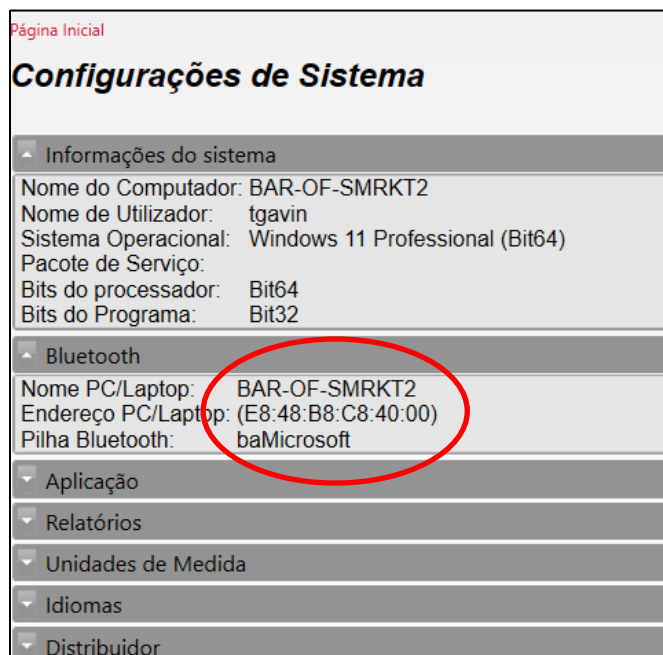 Página Inicial
Configurações de Sistema
Informações do sistema
Nome do Computador: BAR-OF-SMRKT2
Nome de Utilizador: tgavin
Sistema Operacional: Windows 11 Professional (Bit64)
Pacote de Serviço:
Bits do processador: Bit64
Bits do Programa: Bit32
Bluetooth
Nome PC/Laptop: BAR-OF-SMRKT2
Endereço PC/Laptop: (E8:48:B8:C8:40:00)
Pilha Bluetooth: baMicrosoft
Aplicação
Relatórios
Unidades de Medida
Idiomas
Distribuidor